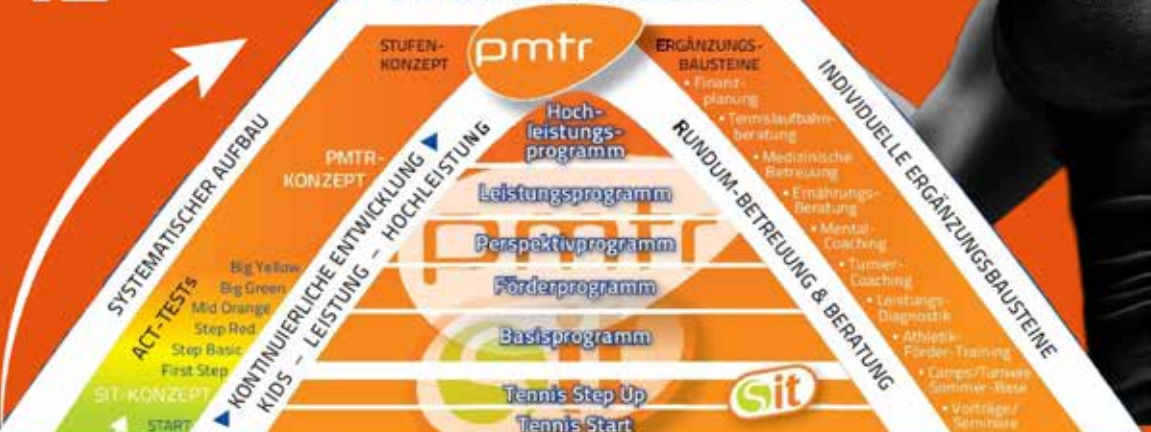 STUFEN-
KONZEPT
pmtr
ERGÄNZUNGS-
BAUSTEINE
• Finanz-
planung
• Tennislaufbahn-
beratung
• Medizinische
Betreuung
• Ernährungs-
Beratung
• Mental-
Coaching
• Turnier-
Coaching
• Leistungs-
Diagnostik
• Athletik-
Förder-Training
• Camps/Turniere
Sommer-Base
• Vorträge/
Seminare
INDIVIDUELLE ERGÄNZUNGSBAUSTEINE
RUNDUM-BETREUUNG & BERATUNG
SYSTEMATISCHER AUFBAU
PMTR-
KONZEPT
KONTINUIERLICHE ENTWICKLUNG
KIDS – LEISTUNG – HOCHLEISTUNG
Hoch-
leistungs-
programm
Leistungsprogramm
pmtr
Perspektivprogramm
Förderprogramm
Basisprogramm
sit
Tennis Step Up
Tennis Start
sit
ACT-TESTs
Big Yellow
Big Green
Mid Orange
Step Red
Step Basic
First Step
SIT-KONZEPT
START